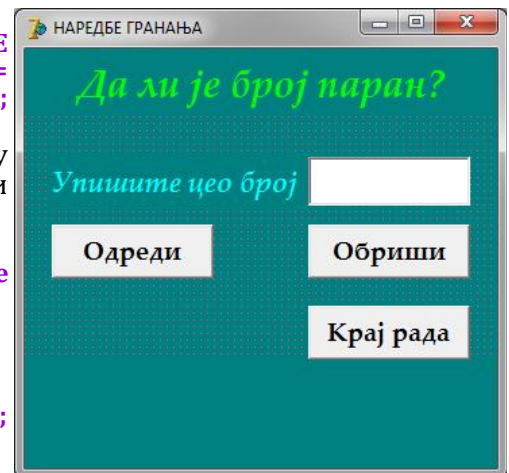 НАРЕДБЕ ГРАНАЊА
Е
Да ли је број паран?
=
;
У
и
Упишите цео број
Одреди
Обриши
е
Крај рада
;